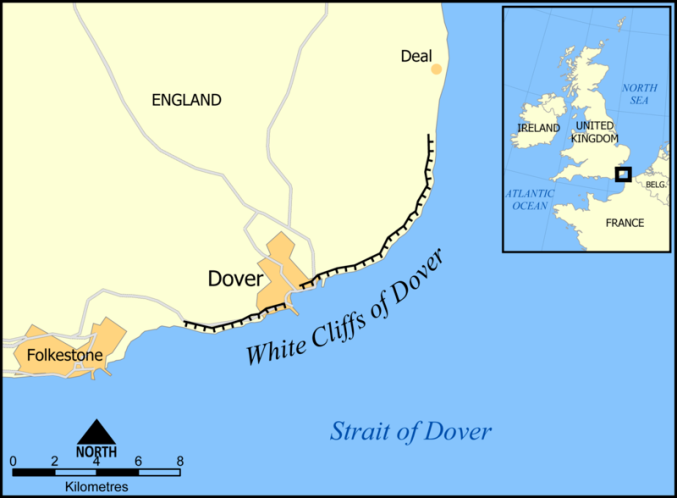 Deal
ENGLAND
Dover
White Cliffs of Dover
Folkestone
Strait of Dover
NORTH
0 2 4 6 8
Kilometres
NORTH
SEA
IRELAND
UNITED
KINGDOM
ATLANTIC
OCEAN
BELG.
FRANCE